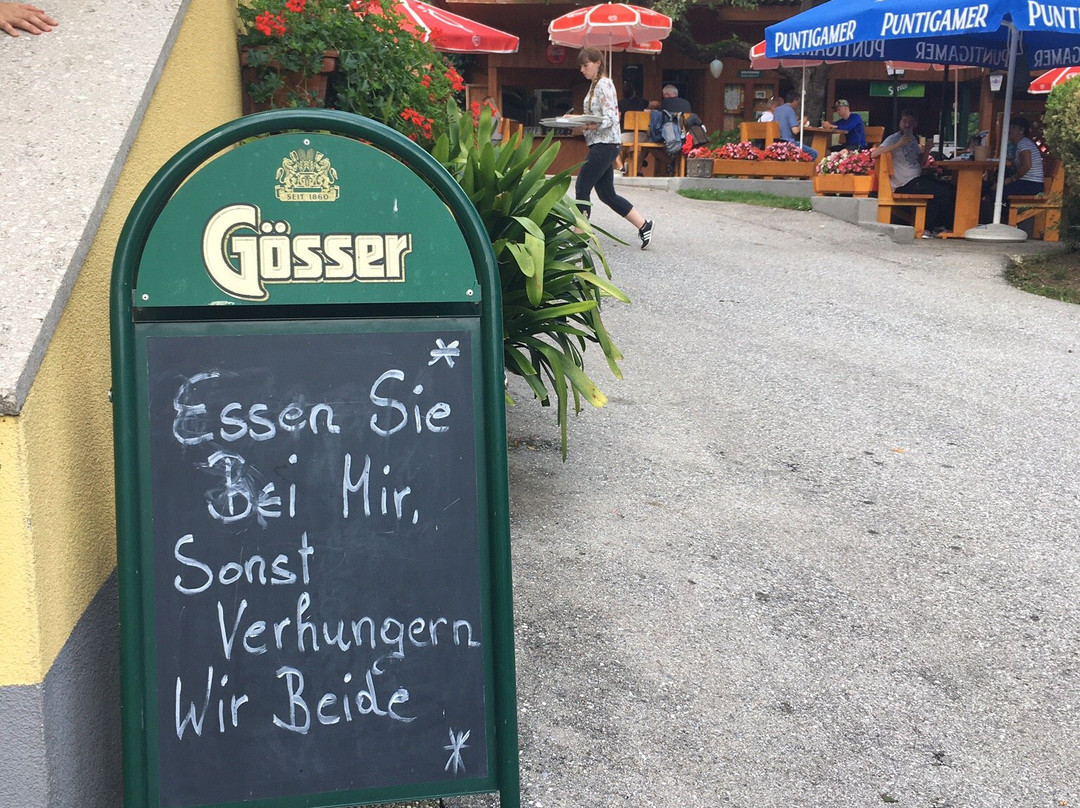 SEIT 1860
Gösser
*
Essen Sie
Bei Mir,
Sonst
Verhungern
Wir Beide
*
PUNTIGAMER
PUNTIGAMER